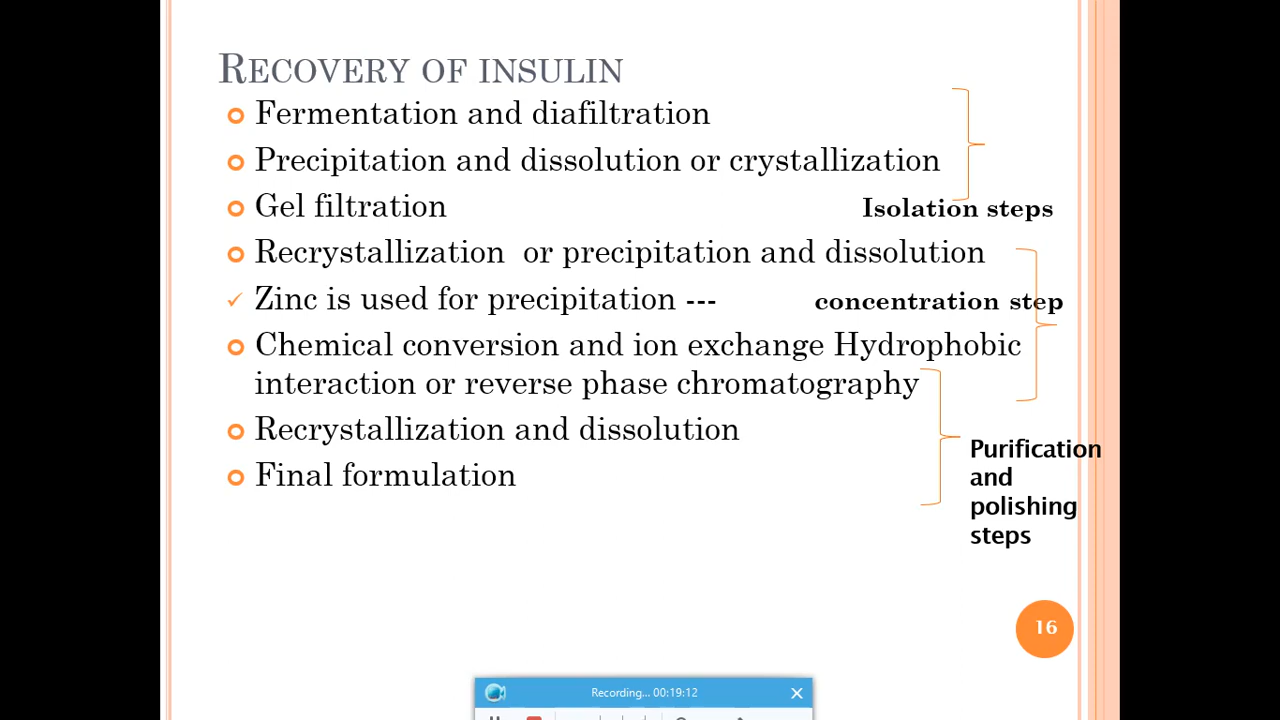 RECOVERY OF INSULIN
Fermentation and diafiltration
Precipitation and dissolution or crystallization
Gel filtration
Isolation steps
Recrystallization or precipitation and dissolution
Zinc is used for precipitation ---
concentration step
Chemical conversion and ion exchange Hydrophobic
interaction or reverse phase chromatography
Recrystallization and dissolution
Purification
and
polishing
steps
Final formulation
16
Recording... 00:19:12